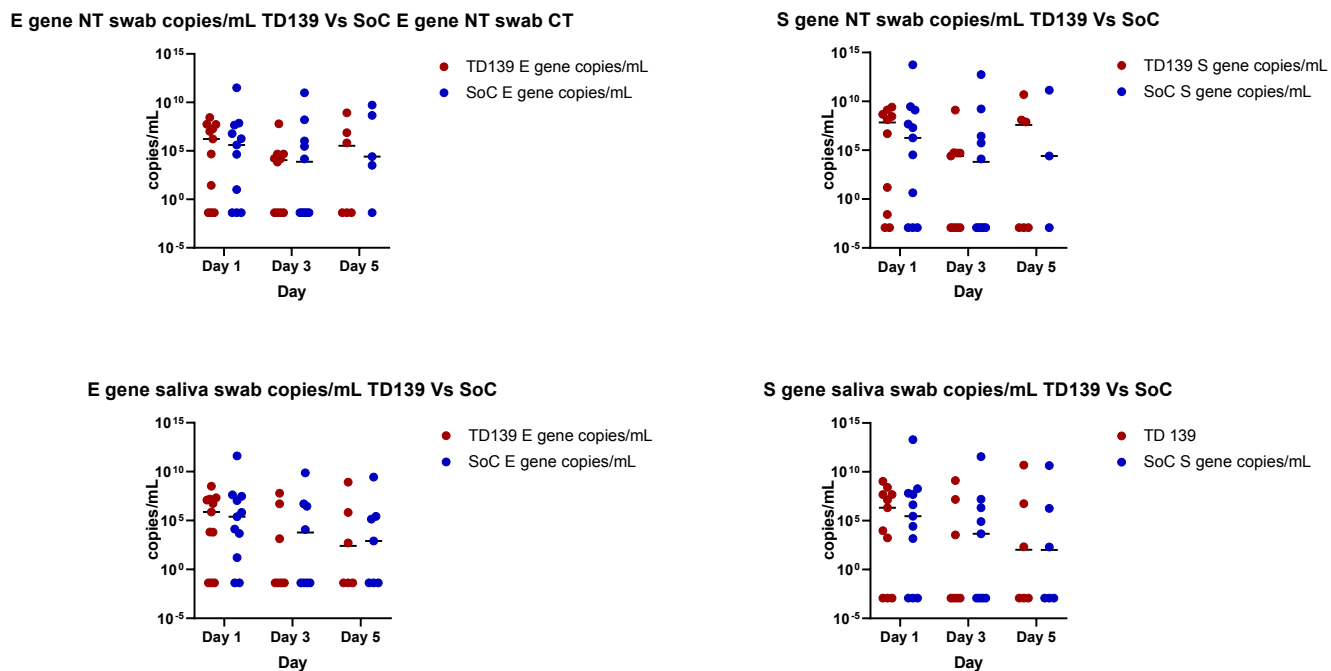 E gene NT swab copies/mL TD139 Vs SoC E gene NT swab CT
10^15
10^10
10^5
10^0
10^-5
copies/mL
Day 1
Day 3
Day 5
Day
TD139 E gene copies/mL
SoC E gene copies/mL
S gene NT swab copies/mL TD139 Vs SoC
10^15
10^10
10^5
10^0
10^-5
copies/mL
Day 1
Day 3
Day 5
Day
TD139 S gene copies/mL
SoC S gene copies/mL
E gene saliva swab copies/mL TD139 Vs SoC
10^15
10^10
10^5
10^0
10^-5
copies/mL
Day 1
Day 3
Day 5
Day
TD139 E gene copies/mL
SoC E gene copies/mL
S gene saliva swab copies/mL TD139 Vs SoC
10^15
10^10
10^5
10^0
10^-5
copies/mL
Day 1
Day 3
Day 5
Day
TD 139
SoC S gene copies/mL